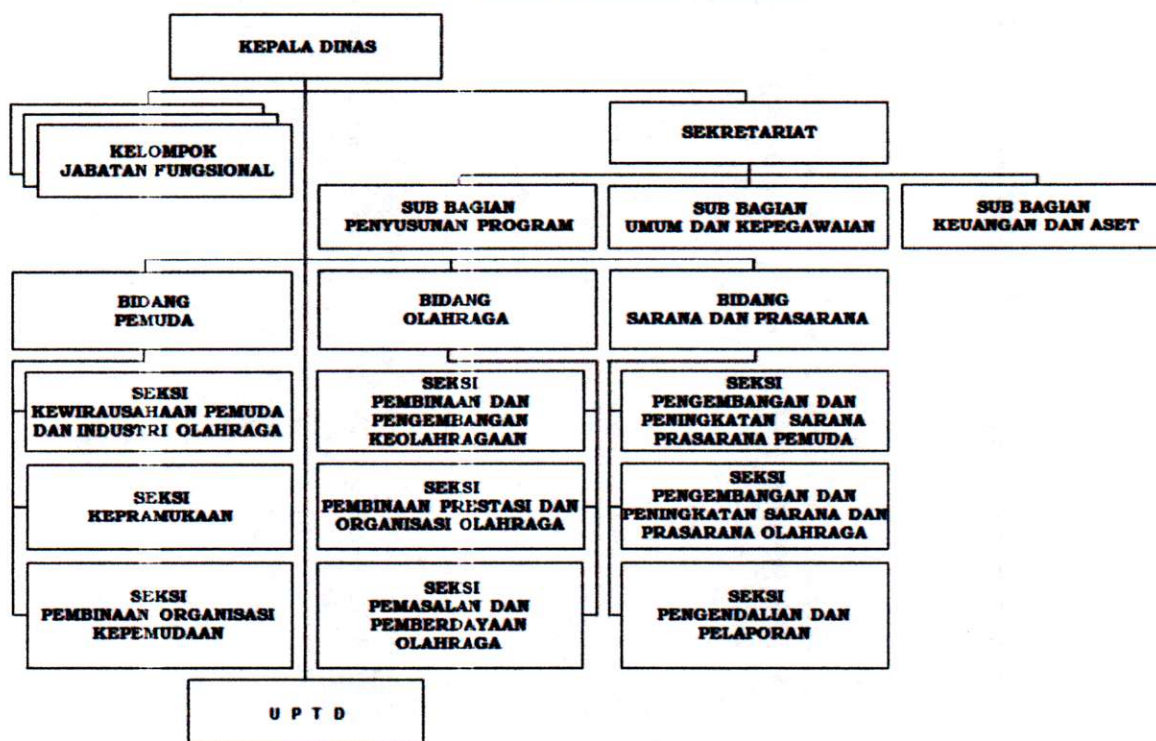 KEPALA DINAS
KELOMPOK
JABATAN FUNGSIONAL
SEKRETARIAT
SUB BAGIAN
PENYUSUNAN PROGRAM
SUB BAGIAN
UMUM DAN KEPEGAWAIAN
SUB BAGIAN
KEUANGAN DAN ASET
BIDANG
PEMUDA
BIDANG
OLAHRAGA
BIDANG
SARANA DAN PRASARANA
SEKSI
KEWIRAUSAHAAN PEMUDA
DAN INDUSTRI OLAHRAGA
SEKSI
PEMBINAAN DAN
PENGEMBANGAN
KEOLAHRAGAAN
SEKSI
PENGEMBANGAN DAN
PENINGKATAN SARANA
PRASARANA PEMUDA
SEKSI
KEPRAMUKAAN
SEKSI
PEMBINAAN PRESTASI DAN
ORGANISASI OLAHRAGA
SEKSI
PENGEMBANGAN DAN
PENINGKATAN SARANA DAN
PRASARANA OLAHRAGA
SEKSI
PEMBINAAN ORGANISASI
KEPEMUDAAN
SEKSI
PEMASALAN DAN
PEMBERDAYAAN
OLAHRAGA
SEKSI
PENGENDALIAN DAN
PELAPORAN
U P T D